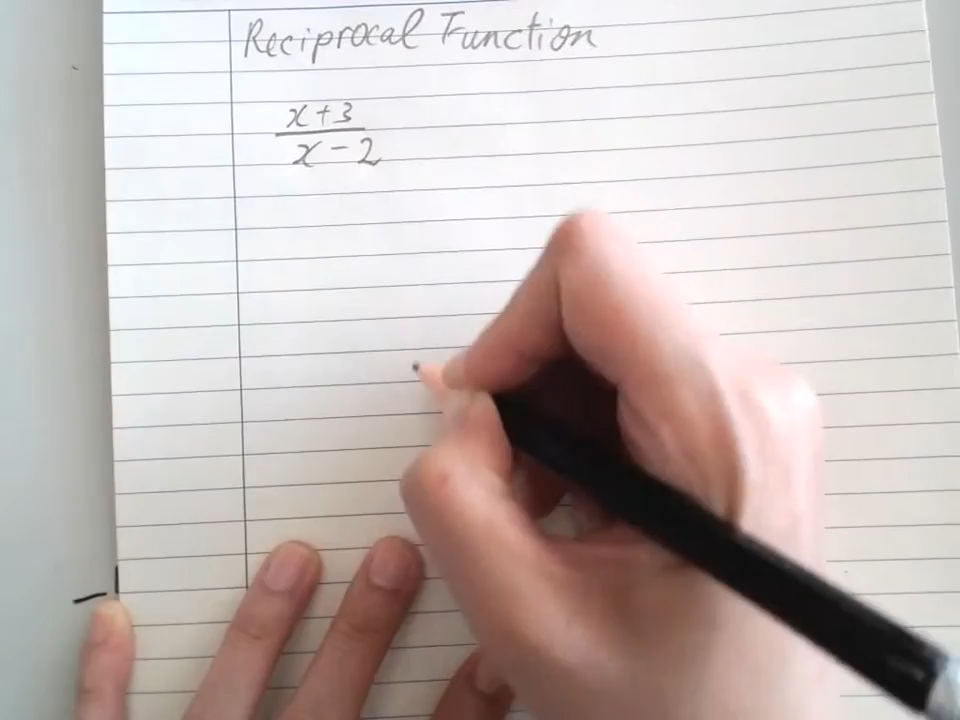 Reciprocal Function
x + 3
x - 2